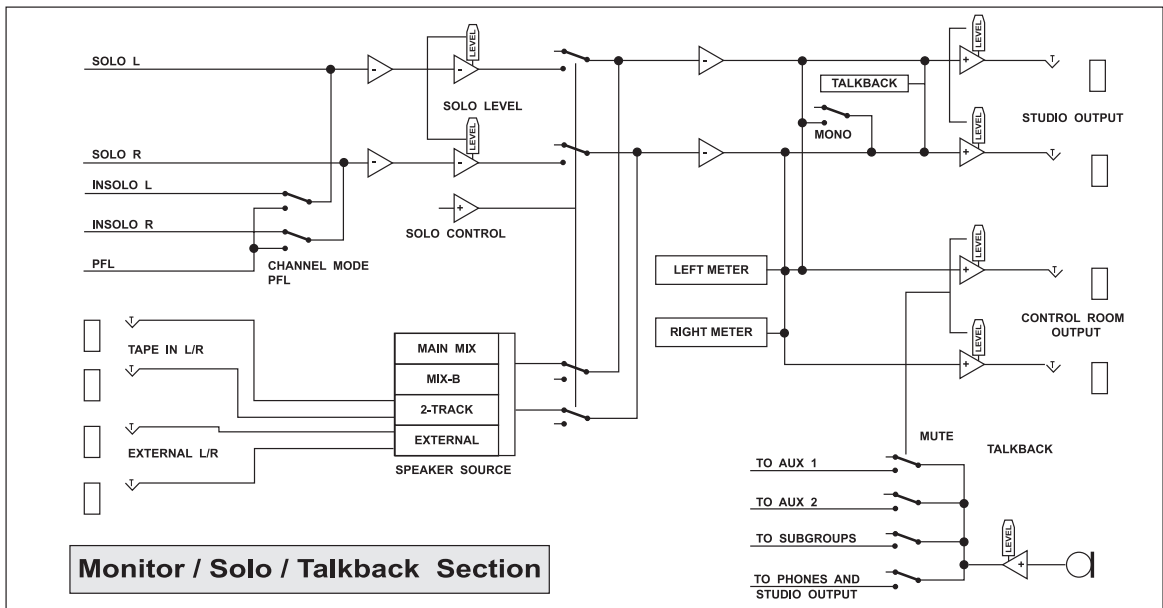 SOLO L
LEVEL
SOLO LEVEL
LEVEL
SOLO R
INSOLO L
INSOLO R
PFL
CHANNEL MODE
PFL
SOLO CONTROL
TALKBACK
MONO
LEVEL
STUDIO OUTPUT
LEVEL
T
T
LEFT METER
RIGHT METER
LEVEL
CONTROL ROOM
OUTPUT
LEVEL
T
T
T
TAPE IN L/R
T
T
EXTERNAL L/R
T
MAIN MIX
MIX-B
2-TRACK
EXTERNAL
SPEAKER SOURCE
MUTE
TALKBACK
TO AUX 1
TO AUX 2
TO SUBGROUPS
TO PHONES AND
STUDIO OUTPUT
LEVEL
Monitor / Solo / Talkback Section